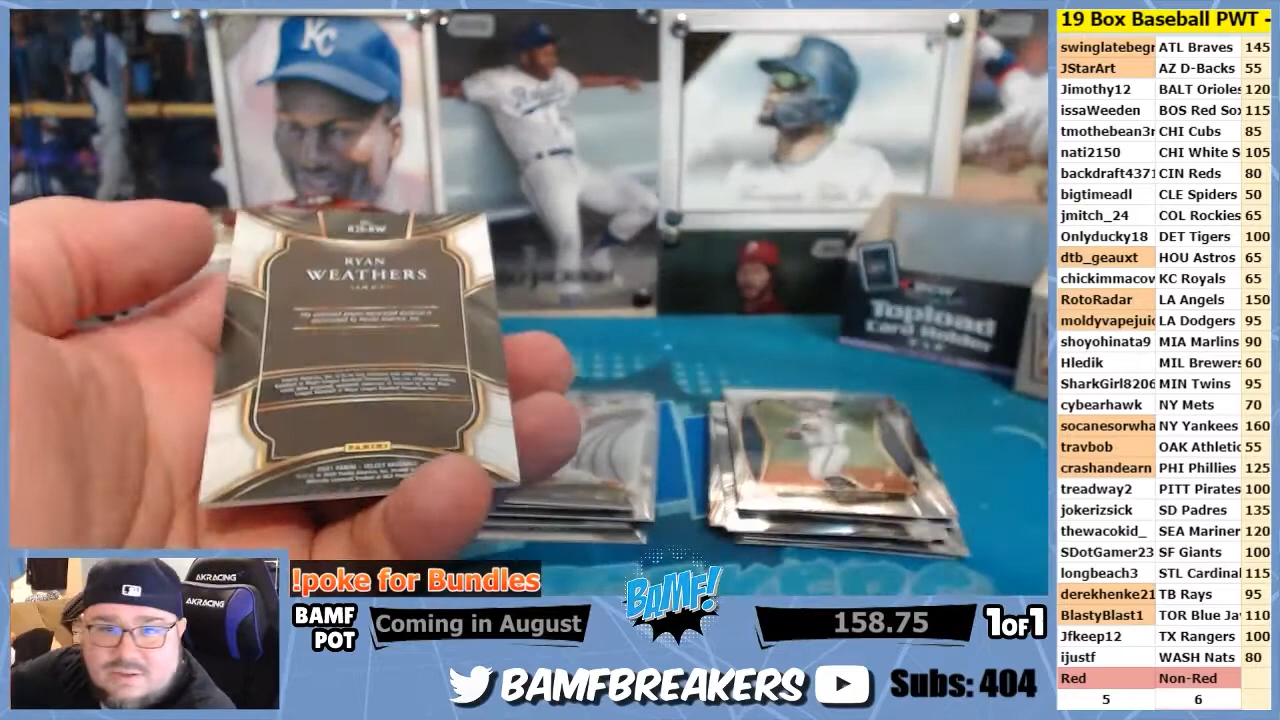 19 Box Baseball PWT -
swinglatebegr ATL Braves 145
JStarArt AZ D-Backs 55
Jimothy12 BALT Orioles 120
issaWeeden BOS Red Sox 115
tmothebean3r CHI Cubs 85
nati2150 CHI White S 105
backdraft4371 CIN Reds 80
bigtimeadl CLE Spiders 50
jmitch_24 COL Rockies 65
Onlyducky18 DET Tigers 100
dtb_geauxt HOU Astros 65
chickimmacov KC Royals 65
RotoRadar LA Angels 150
moldyvapejuic LA Dodgers 95
shoyohinata9 MIA Marlins 90
Hledik MIL Brewers 60
SharkGirl8206 MIN Twins 95
cybearhawk NY Mets 70
socanesorwha NY Yankees 160
travbob OAK Athletic 55
crashandearn PHI Phillies 125
treadway2 PITT Pirates 100
jokerizsick SD Padres 135
thewacokid_ SEA Mariner 120
SDotGamer23 SF Giants 100
longbeach3 STL Cardinal 115
derekhenke21 TB Rays 95
BlastyBlast1 TOR Blue Jay 110
Jfkeep12 TX Rangers 100
ijustf WASH Nats 80
Red Non-Red
5 6
KC
RYAN
WEATHERS
PANINI
Topload
Card Holder
AKRACING
AKRACING
!poke for Bundles
BAMF
POT
Coming in August
BAMF!
158.75
1OF1
BAMFBREAKERS
Subs: 404